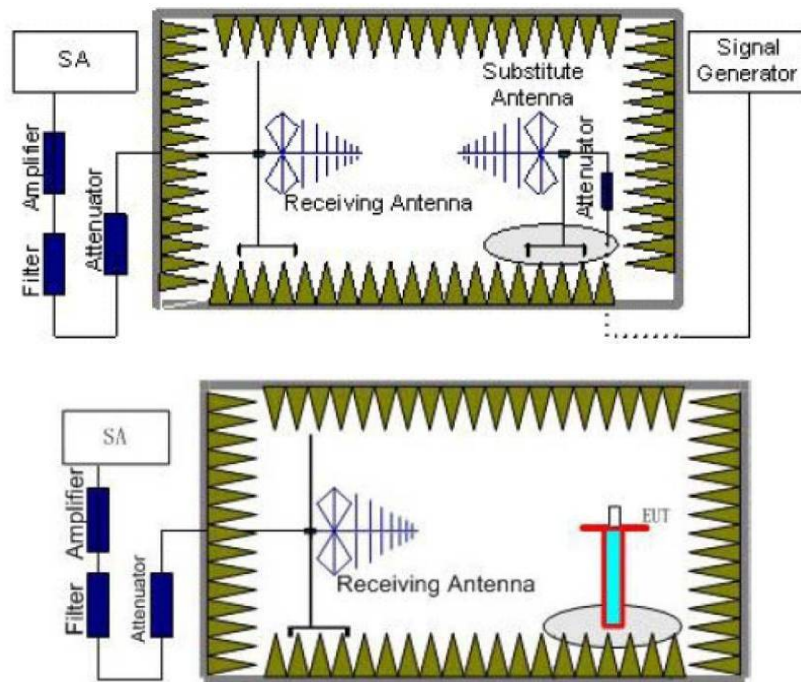 SA
Signal
Generator
Substitute
Antenna
Amplifier
Filter
Attenuator
Receiving Antenna
Attenuator
SA
Amplifier
Filter
Attenuator
Receiving Antenna
EUT